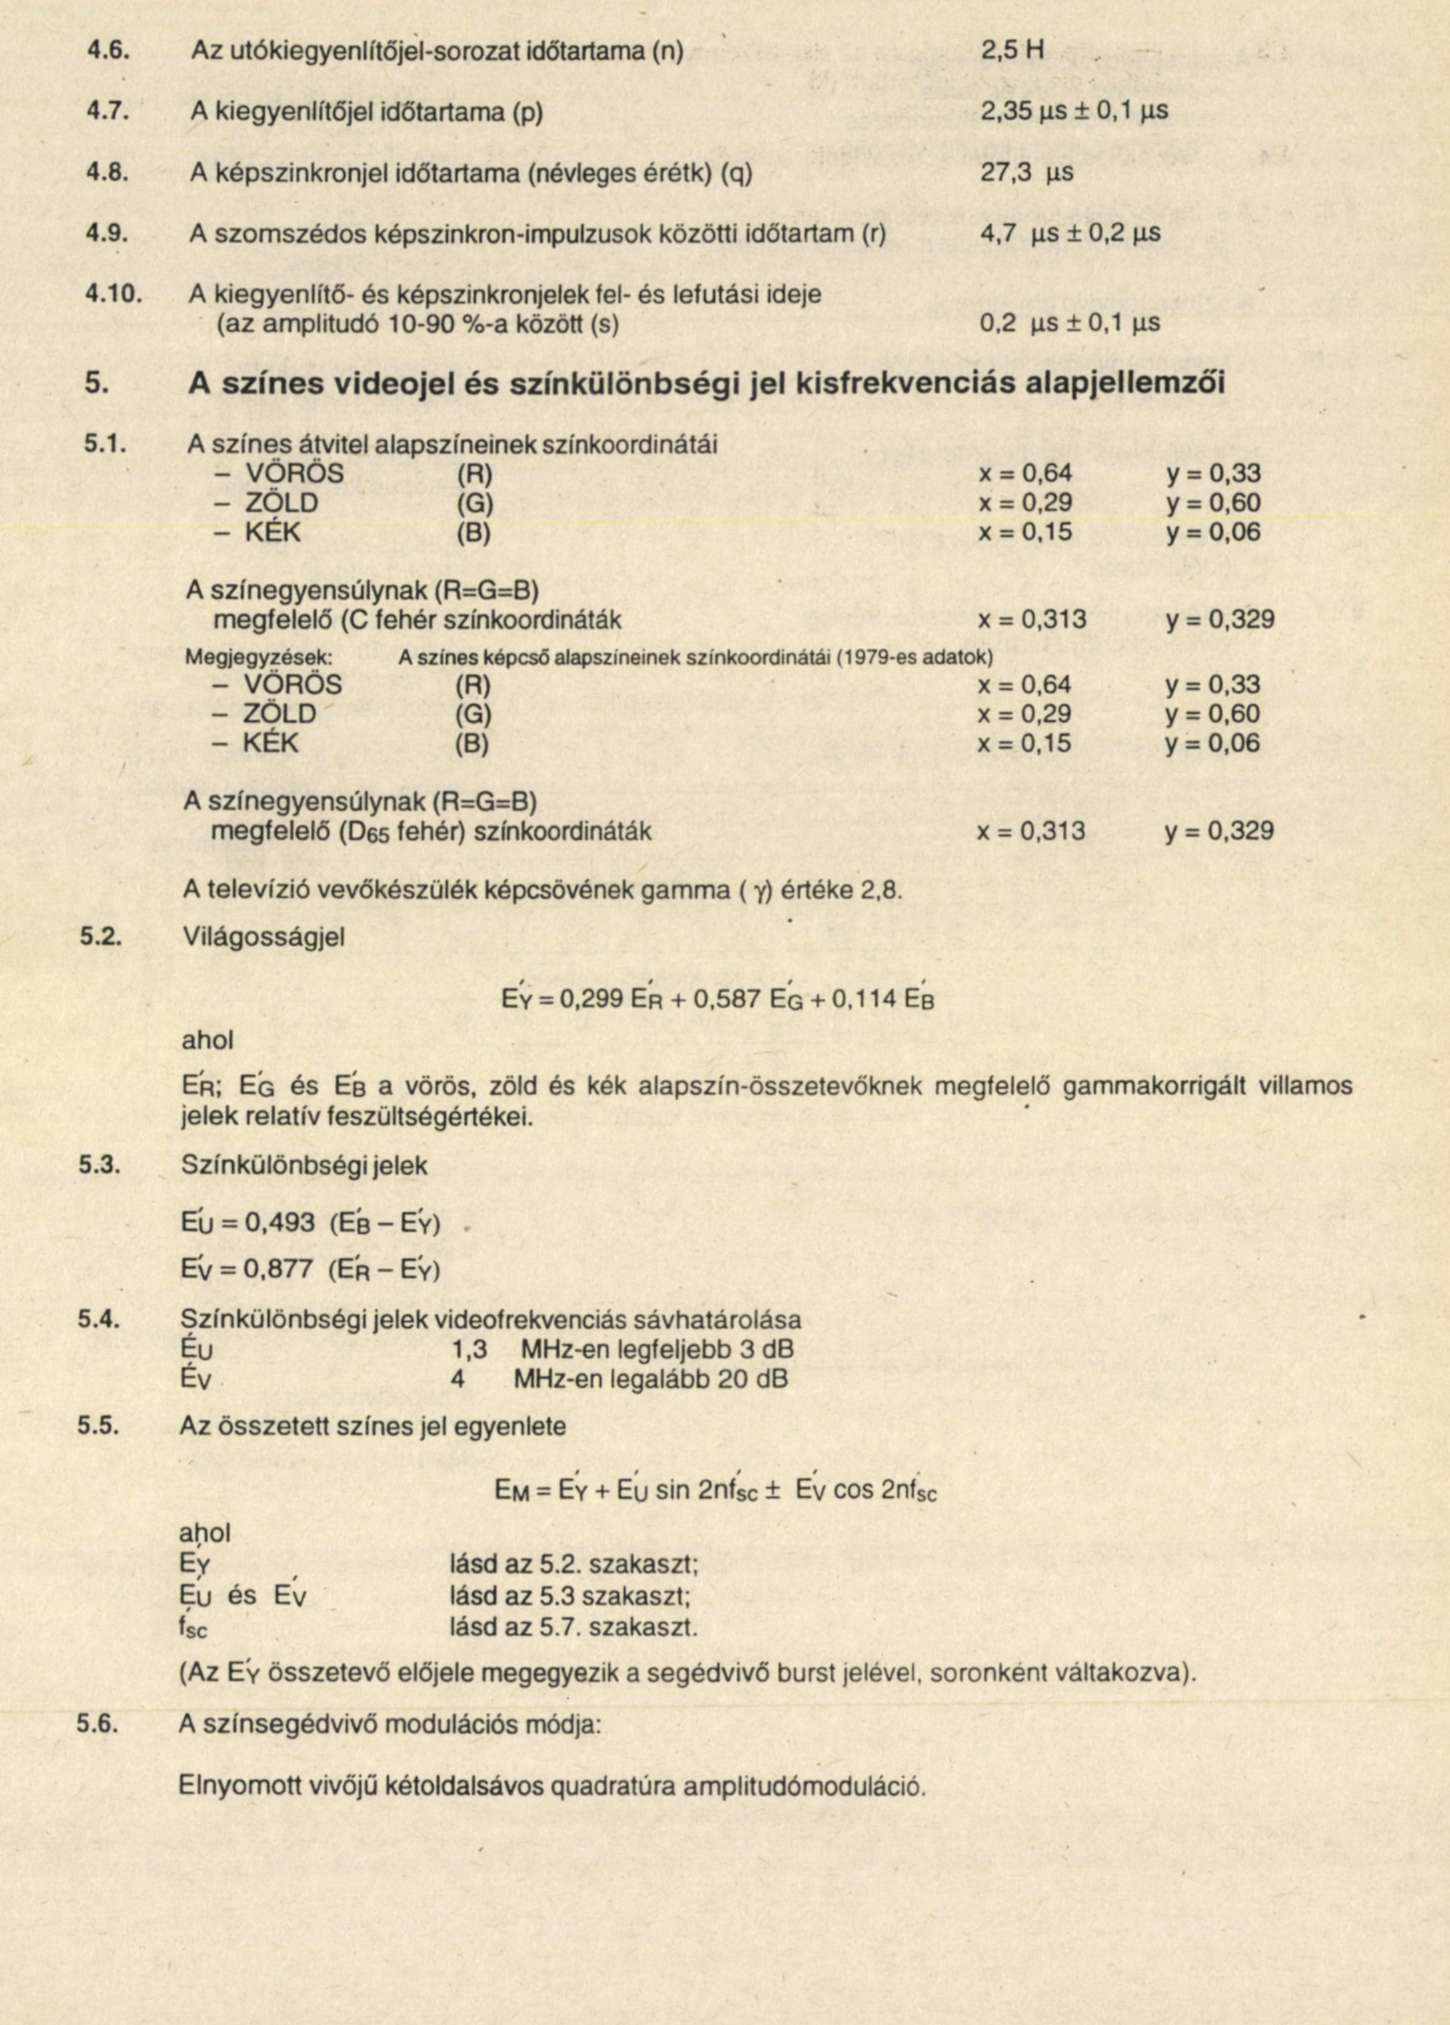 4.6. Az utókiegyenlítőjel-sorozat időtartama (n) 2,5 H
4.7. A kiegyenlítőjel időtartama (p) 2,35 µs ± 0,1 µs
4.8. A képszinkronjel időtartama (névleges érétk) (q) 27,3 µs
4.9. A szomszédos képszinkron-impulzusok közötti időtartam (r) 4,7 µs ± 0,2 µs
4.10. A kiegyenlítő- és képszinkronjelek fel- és lefutási ideje
(az amplitudó 10-90 %-a között (s) 0,2 µs ± 0,1 µs
5. A színes videojel és színkülönbségi jel kisfrekvenciás alapjellemzői
5.1. A színes átvitel alapszíneinek színkoordinátái
– VÖRÖS (R) x = 0,64 y = 0,33
– ZÖLD (G) x = 0,29 y = 0,60
– KÉK (B) x = 0,15 y = 0,06
A színegyensúlynak (R=G=B)
megfelelő (C fehér színkoordináták x = 0,313 y = 0,329
Megjegyzések: A színes képcső alapszíneinek színkoordinátái (1979-es adatok)
– VÖRÖS (R) x = 0,64 y = 0,33
– ZÖLD (G) x = 0,29 y = 0,60
– KÉK (B) x = 0,15 y = 0,06
A színegyensúlynak (R=G=B)
megfelelő (D65 fehér) színkoordináták x = 0,313 y = 0,329
A televízió vevőkészülék képcsövének gamma ( γ) értéke 2,8.
5.2. Világosságjel
E′Y = 0,299 E′R + 0,587 E′G + 0,114 E′B
ahol
E′R; E′G és E′B a vörös, zöld és kék alapszín-összetevőknek megfelelő gammakorrigált villamos
jelek relatív feszültségértékei.
5.3. Színkülönbségi jelek
E′U = 0,493 (E′B – E′Y)
E′V = 0,877 (E′R – E′Y)
5.4. Színkülönbségi jelek videofrekvenciás sávhatárolása
E′U 1,3 MHz-en legfeljebb 3 dB
E′V 4 MHz-en legalább 20 dB
5.5. Az összetett színes jel egyenlete
EM = E′Y + E′U sin 2nf′sc ± E′V cos 2nf′sc
ahol
E′Y lásd az 5.2. szakaszt;
E′U és E′V lásd az 5.3 szakaszt;
f′sc lásd az 5.7. szakaszt.
(Az E′Y összetevő előjele megegyezik a segédvivő burst jelével, soronként váltakozva).
5.6. A színsegédvivő modulációs módja:
Elnyomott vivőjű kétoldalsávos quadratúra amplitudómoduláció.